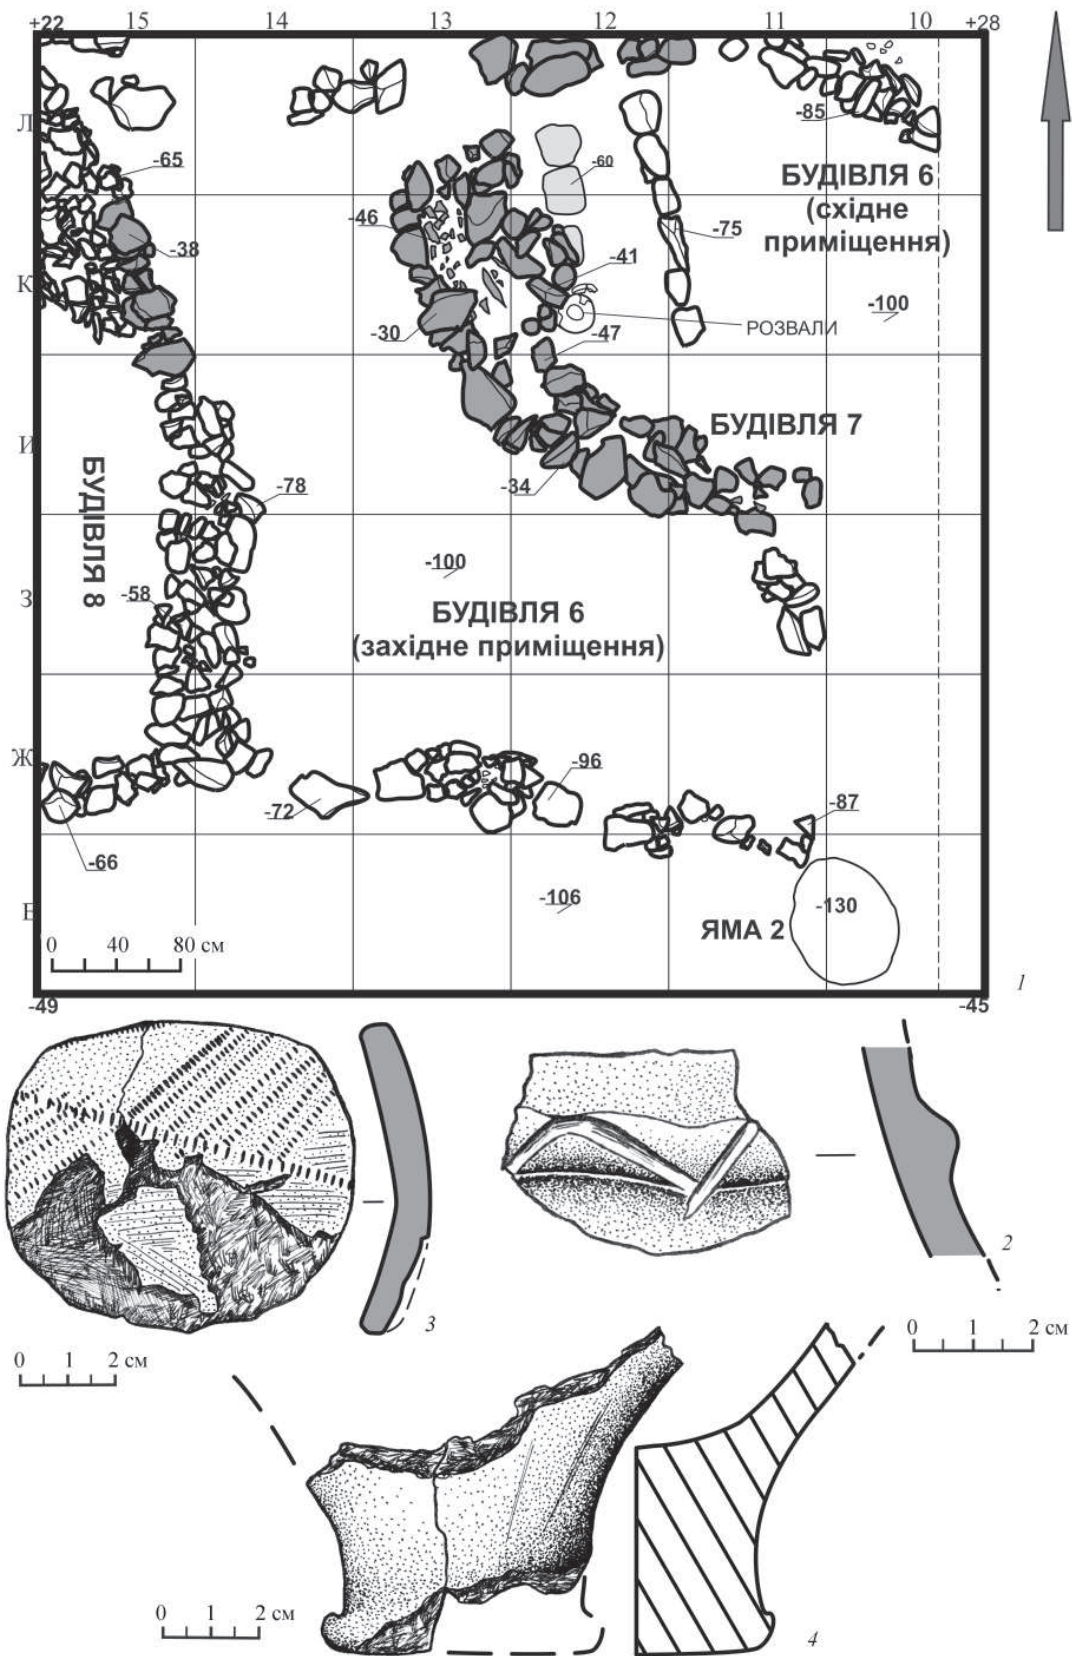 +22 15 14 13 12 11 10 +28
Л
-85
-65
-60
БУДІВЛЯ 6
(східне
приміщення)
-46
-75
-38
-41
К
-100
-30
-47
РОЗВАЛИ
И
БУДІВЛЯ 7
БУДІВЛЯ 8
-78
-34
-100
З
-58
БУДІВЛЯ 6
(західне приміщення)
Ж
-96
-72
-87
-66
Е
-106
-130
ЯМА 2
0 40 80 см
1
-49
-45
2
3
0 1 2 см
0 1 2 см
0 1 2 см
4